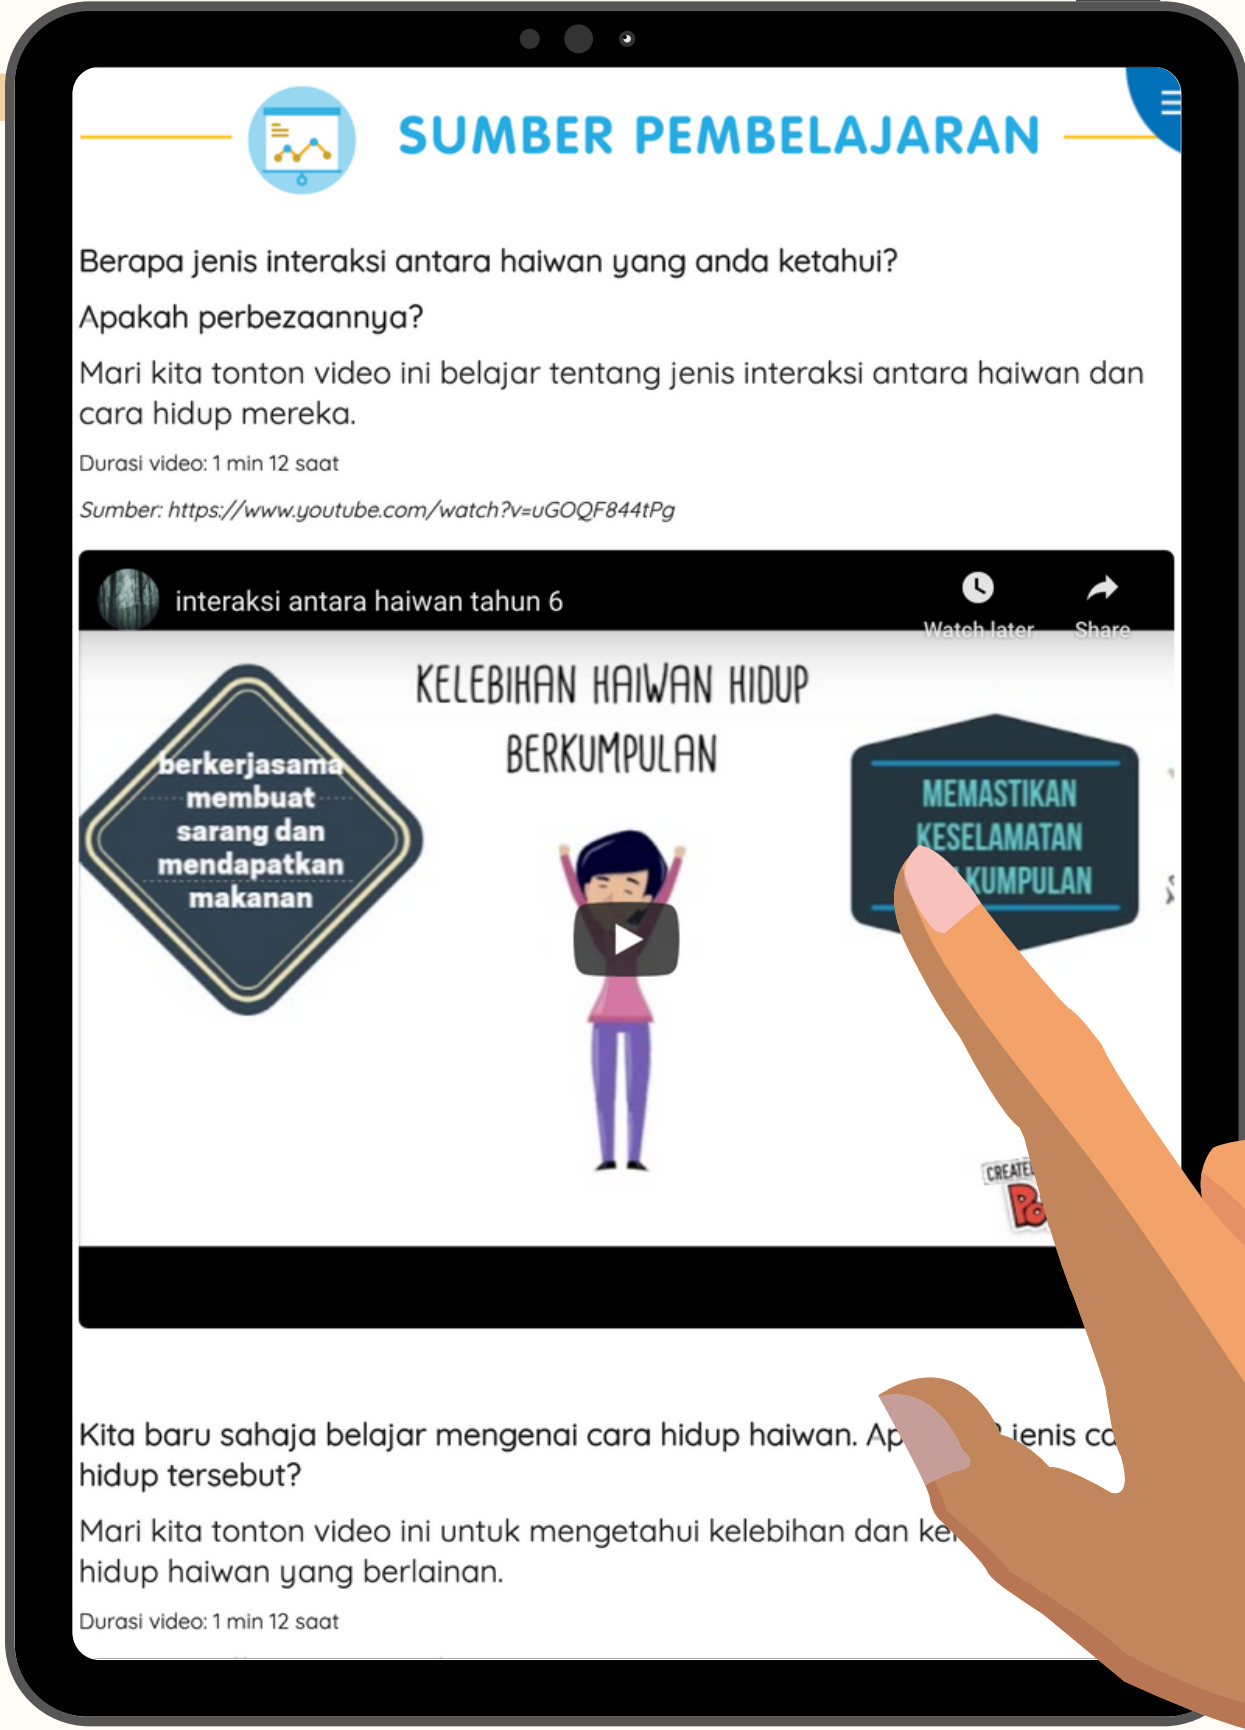 SUMBER PEMBELAJARAN
Berapa jenis interaksi antara haiwan yang anda ketahui?
Apakah perbezaannya?
Mari kita tonton video ini belajar tentang jenis interaksi antara haiwan dan
cara hidup mereka.
Durasi video: 1 min 12 saat
Sumber: https://www.youtube.com/watch?v=uGOQF844tPg
interaksi antara haiwan tahun 6
Watch later
Share
KELEBIHAN HAIWAN HIDUP
BERKUMPULAN
berkerjasama
membuat
sarang dan
mendapatkan
makanan
MEMASTIKAN
KESELAMATAN
KUMPULAN
Kita baru sahaja belajar mengenai cara hidup haiwan. jenis
hidup tersebut?
Mari kita tonton video ini untuk mengetahui kelebihan dan
hidup haiwan yang berlainan.
Durasi video: 1 min 12 saat